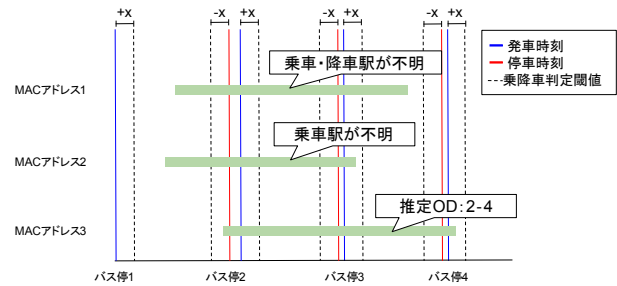 +x
-x
+x
-x
+x
-x
+x
発車時刻
停車時刻
乗降車判定閾値
乗車・降車駅が不明
MACアドレス1
乗車駅が不明
MACアドレス2
推定OD:2-4
MACアドレス3
バス停1
バス停2
バス停3
バス停4